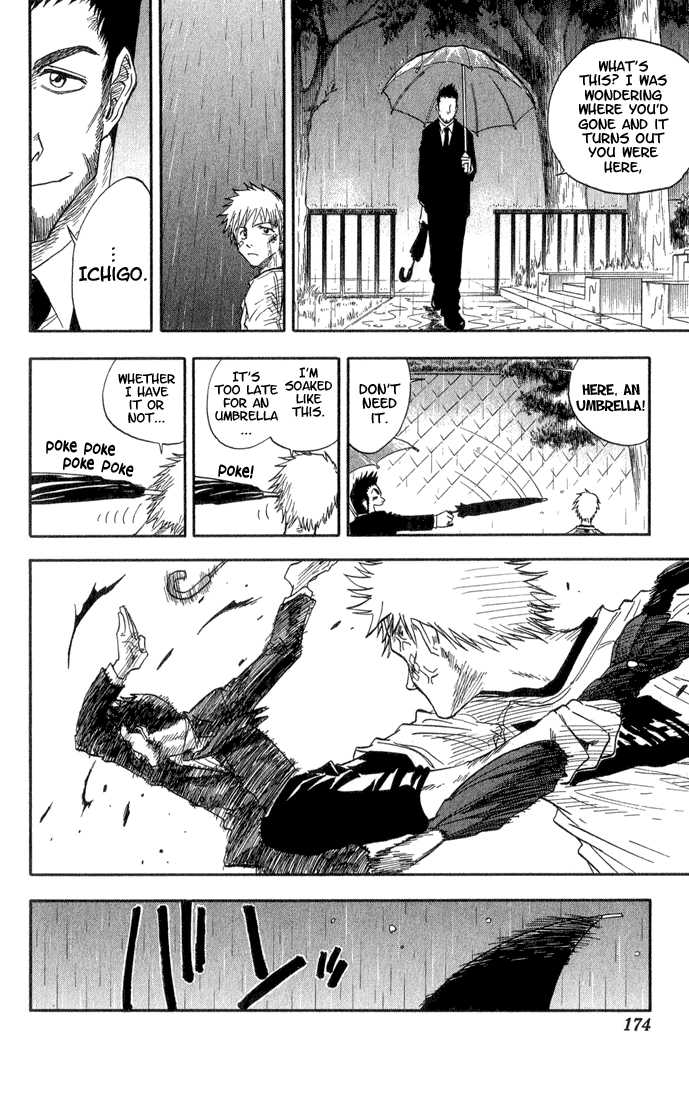 WHAT'S
THIS? I WAS
WONDERING
WHERE YOU'D
GONE AND IT
TURNS OUT
YOU WERE
HERE,
...
ICHIGO.
HERE, AN
UMBRELLA!
DON'T
NEED
IT.
I'M
SOAKED
LIKE
THIS.
IT'S
TOO LATE
FOR AN
UMBRELLA
...
POKE!
WHETHER
I HAVE
IT OR
NOT...
POKE POKE
POKE POKE
バン
174